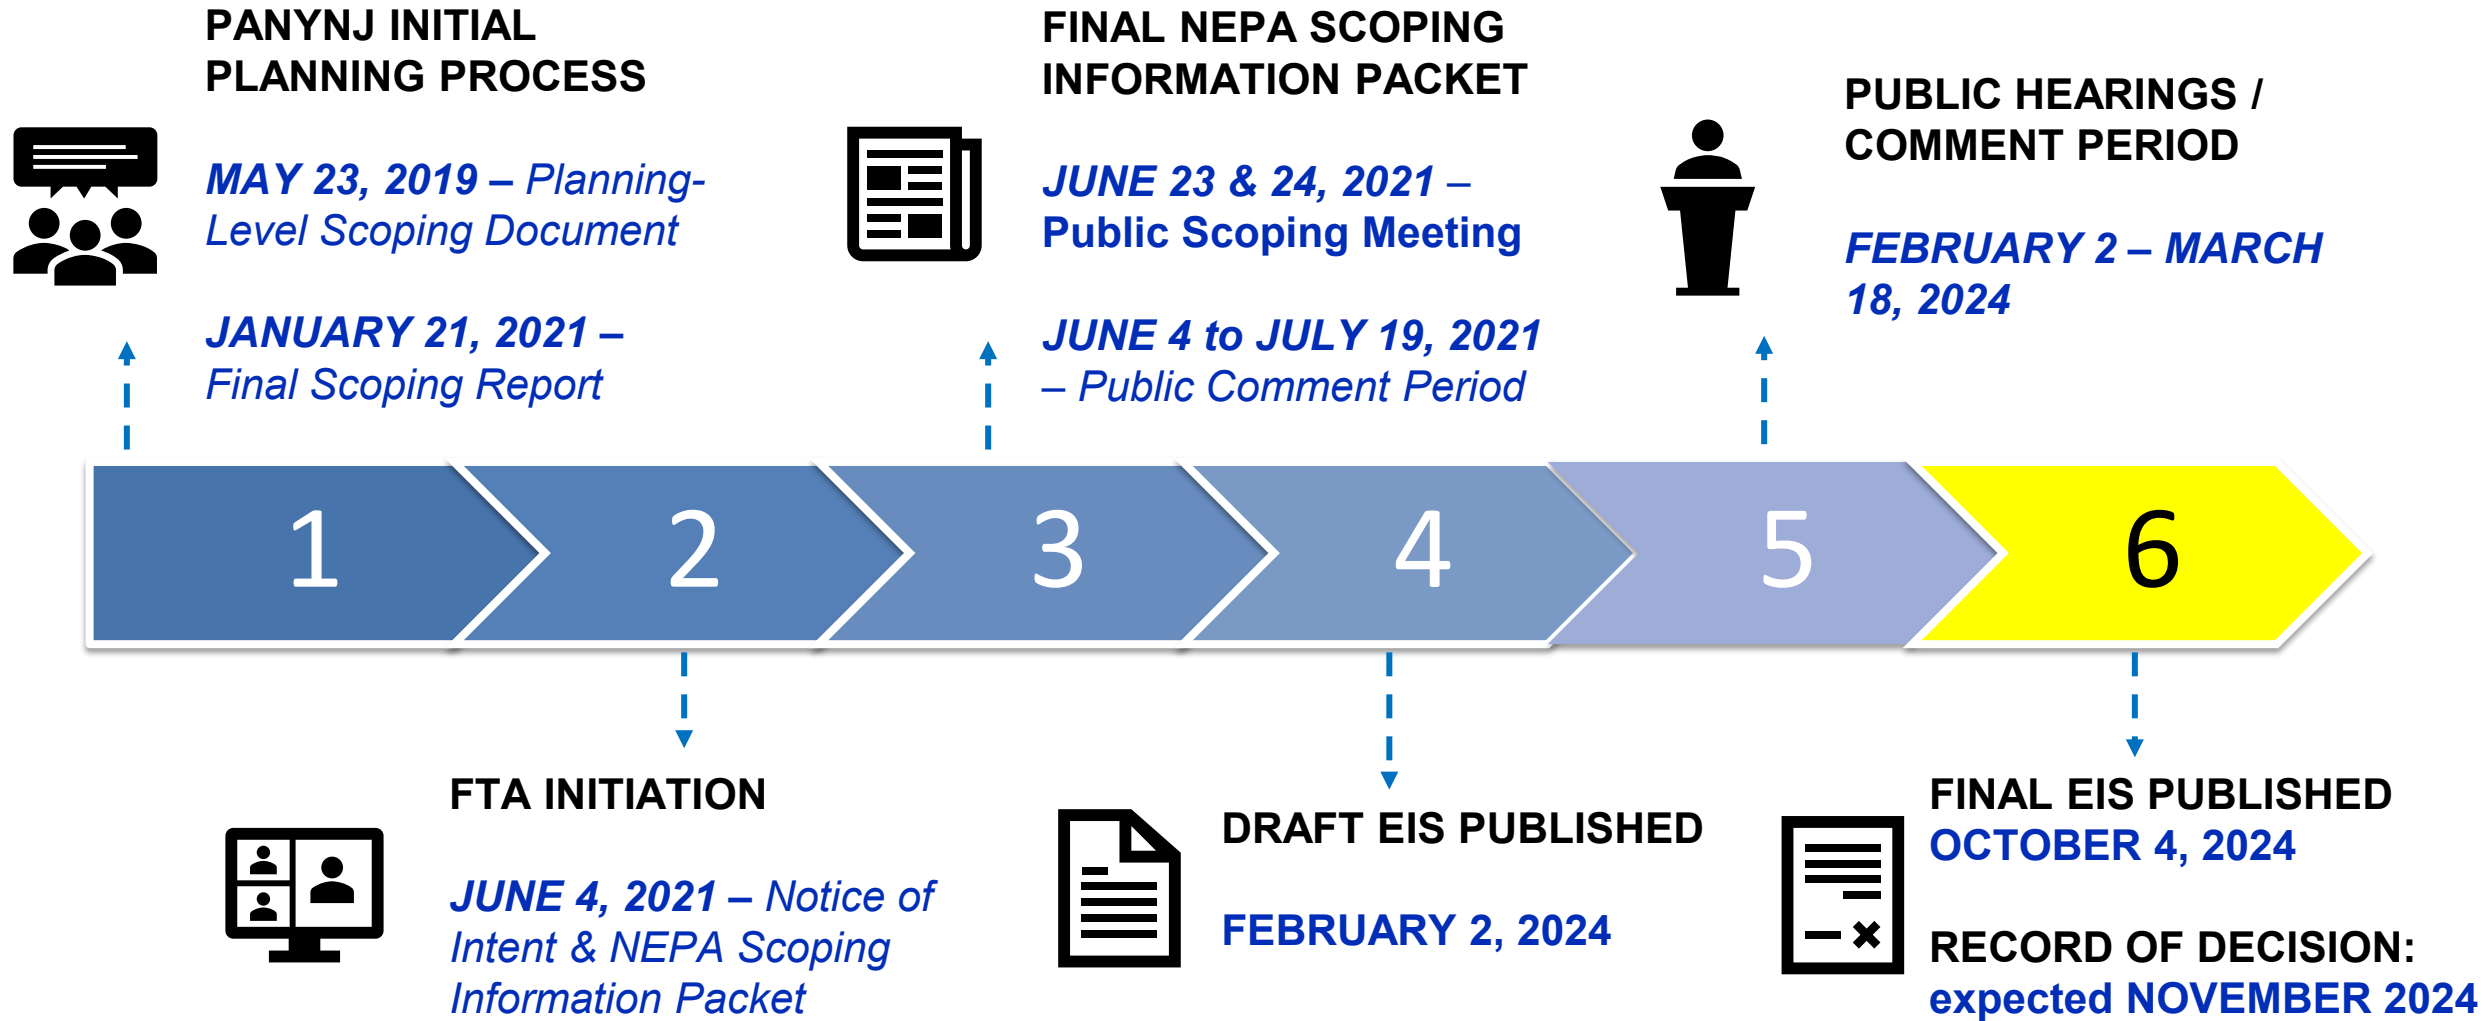 PANYNJ INITIAL
PLANNING PROCESS
MAY 23, 2019 – Planning-
Level Scoping Document
JANUARY 21, 2021 –
Final Scoping Report
FINAL NEPA SCOPING
INFORMATION PACKET
JUNE 23 & 24, 2021 –
Public Scoping Meeting
JUNE 4 to JULY 19, 2021
– Public Comment Period
PUBLIC HEARINGS /
COMMENT PERIOD
FEBRUARY 2 – MARCH
18, 2024
1
2
3
4
5
6
FTA INITIATION
JUNE 4, 2021 – Notice of
Intent & NEPA Scoping
Information Packet
DRAFT EIS PUBLISHED
FEBRUARY 2, 2024
FINAL EIS PUBLISHED
OCTOBER 4, 2024
RECORD OF DECISION:
expected NOVEMBER 2024